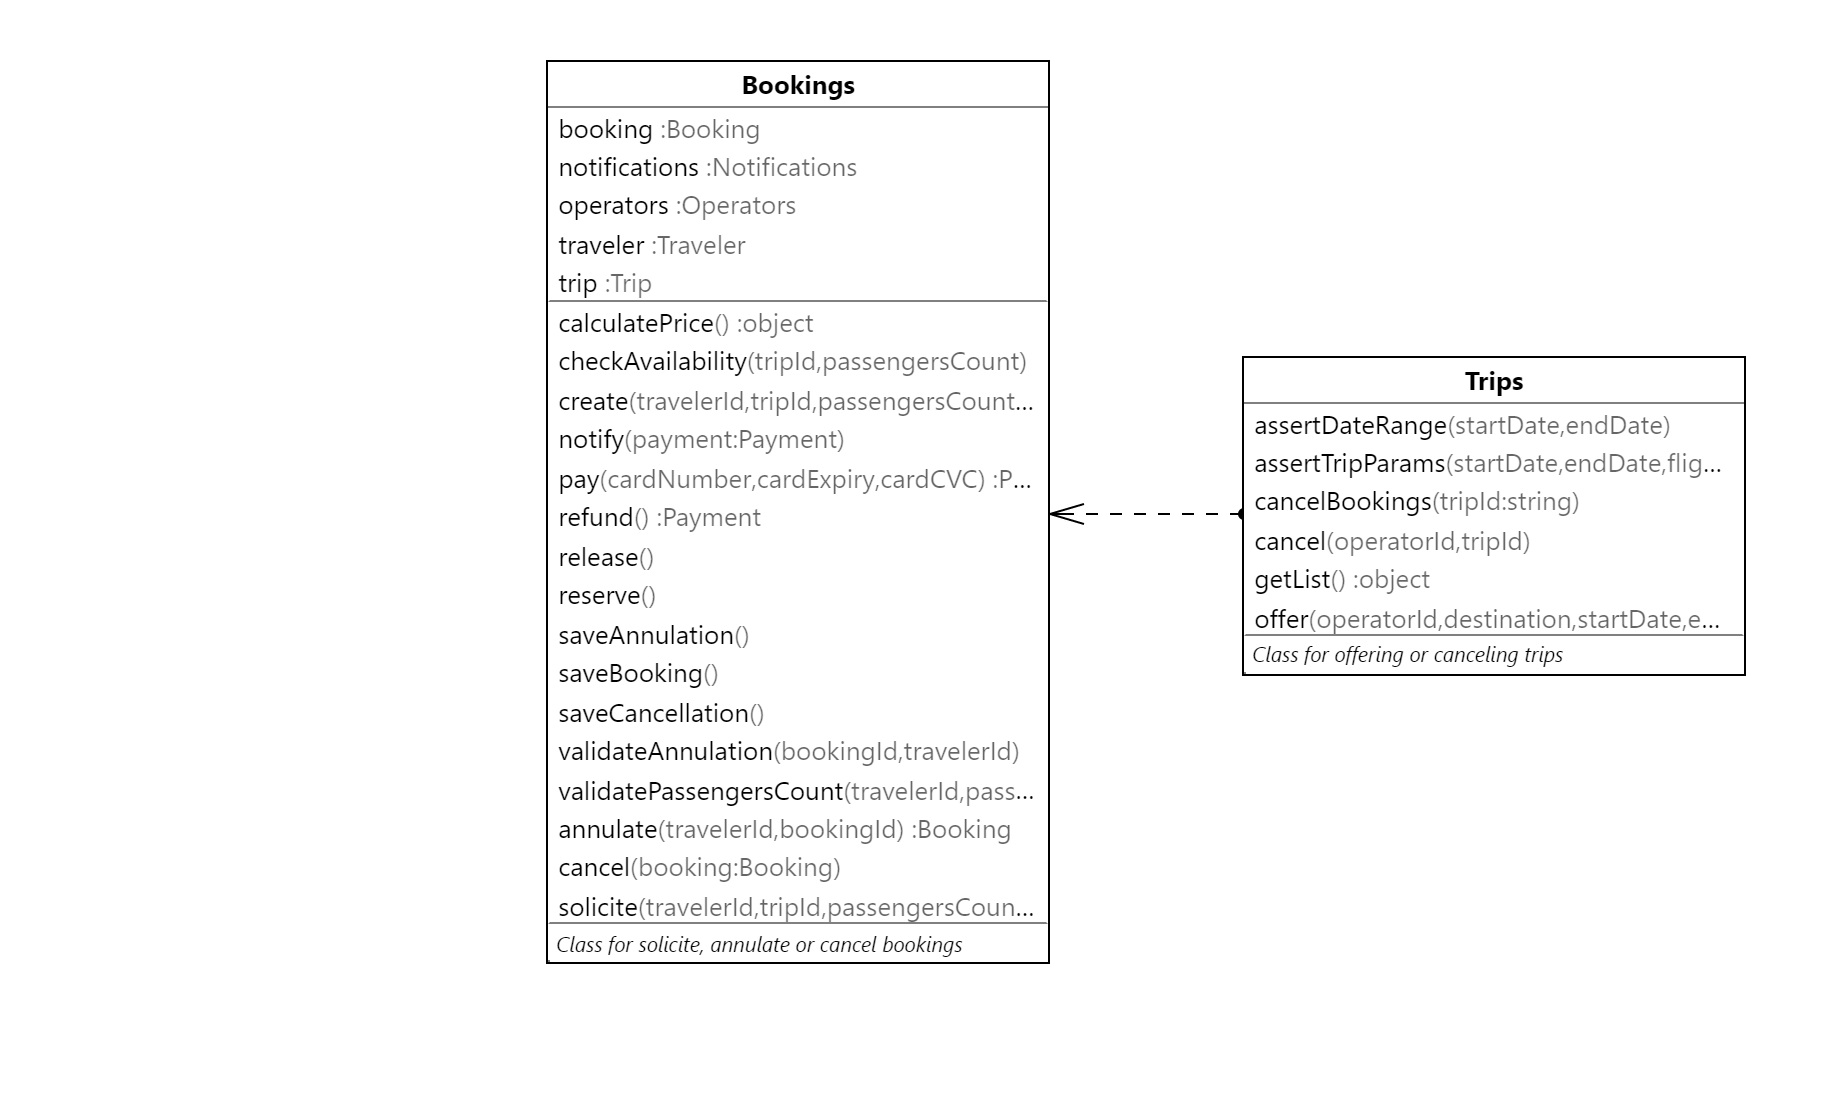 Bookings
booking :Booking
notifications :Notifications
operators :Operators
traveler :Traveler
trip :Trip
calculatePrice() :object
checkAvailability(tripId,passengersCount)
create(travelerId,tripId,passengersCount...
notify(payment:Payment)
pay(cardNumber,cardExpiry,cardCVC) :P...
refund() :Payment
release()
reserve()
saveAnnulation()
saveBooking()
saveCancellation()
validateAnnulation(bookingId,travelerId)
validatePassengersCount(travelerId,pass...
annulate(travelerId,bookingId) :Booking
cancel(booking:Booking)
solicite(travelerId,tripId,passengersCoun...
Class for solicite, annulate or cancel bookings
Trips
assertDateRange(startDate,endDate)
assertTripParams(startDate,endDate,flig...
cancelBookings(tripId:string)
cancel(operatorId,tripId)
getList() :object
offer(operatorId,destination,startDate,e...
Class for offering or canceling trips